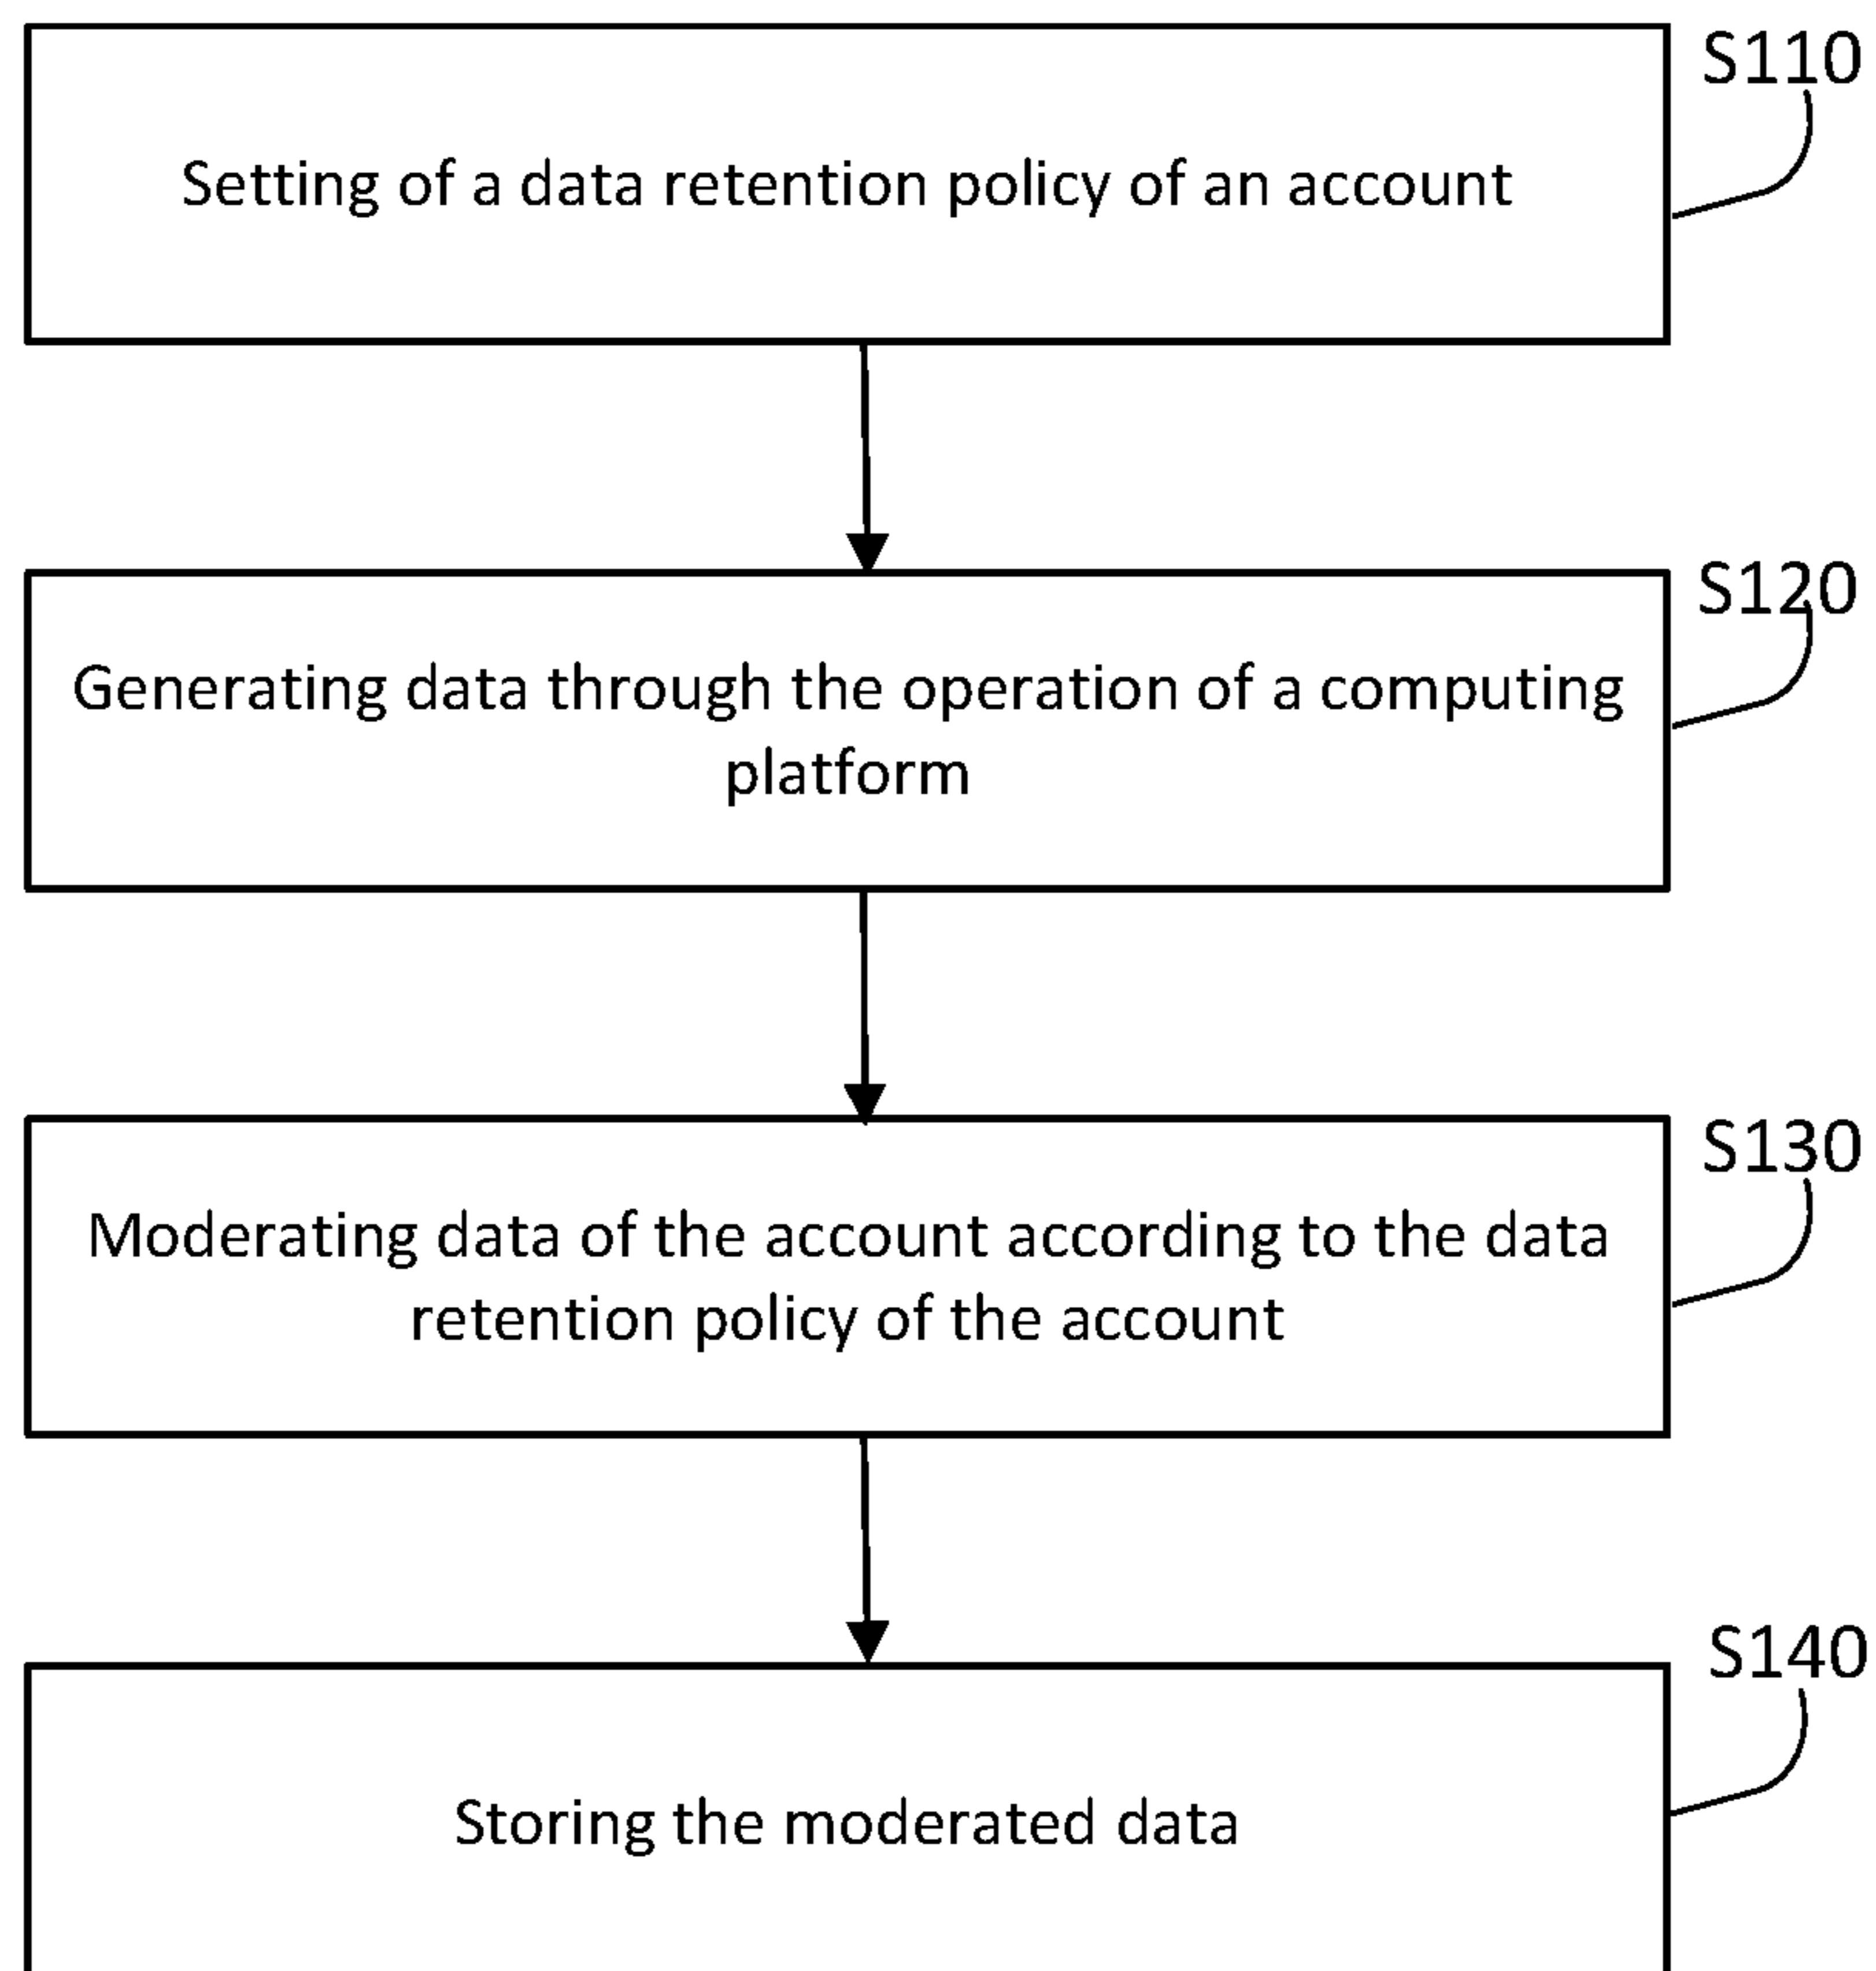 S110
Setting of a data retention policy of an account
S120
Generating data through the operation of a computing
platform
S130
Moderating data of the account according to the data
retention policy of the account
S140
Storing the moderated data